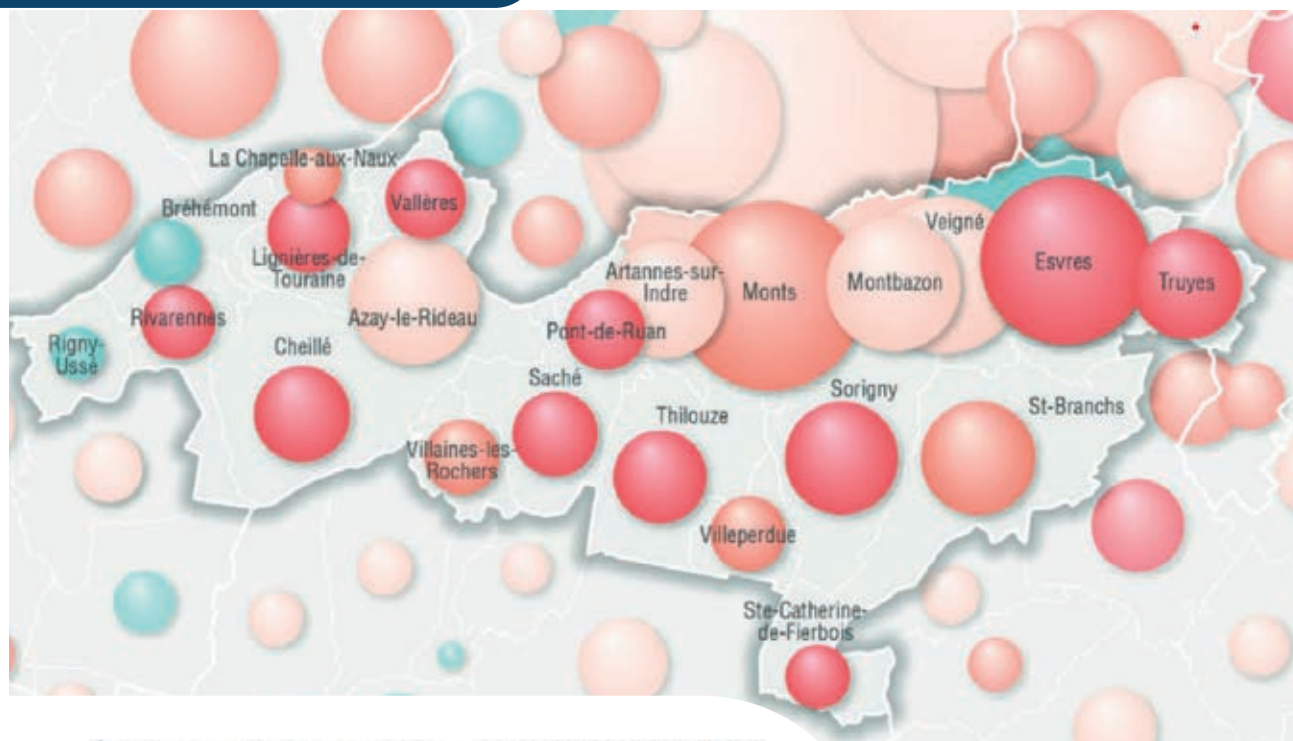 La Chapelle-aux-Naux
Vallères
Bréhémont
Veigné
Lignières-de-
Touraine
Esvres
Artannes-sur-
Indre
Monts
Montbazon
Truyes
Rivarennes
Azay-le-Rideau
Pont-de-Ruan
Rigny-
Ussé
Cheillé
Saché
Sorigny
Thilouze
St-Branchs
Villaines-les-
Rochers
Villeperdue
Ste-Catherine-
de-Fierbois